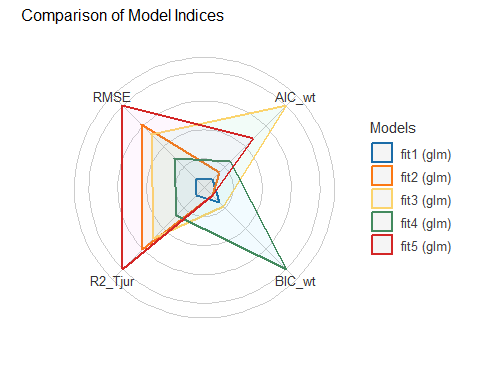 Comparison of Model Indices
RMSE
AIC_wt
R2_Tjur
BIC_wt
Models
fit1 (glm)
fit2 (glm)
fit3 (glm)
fit4 (glm)
fit5 (glm)